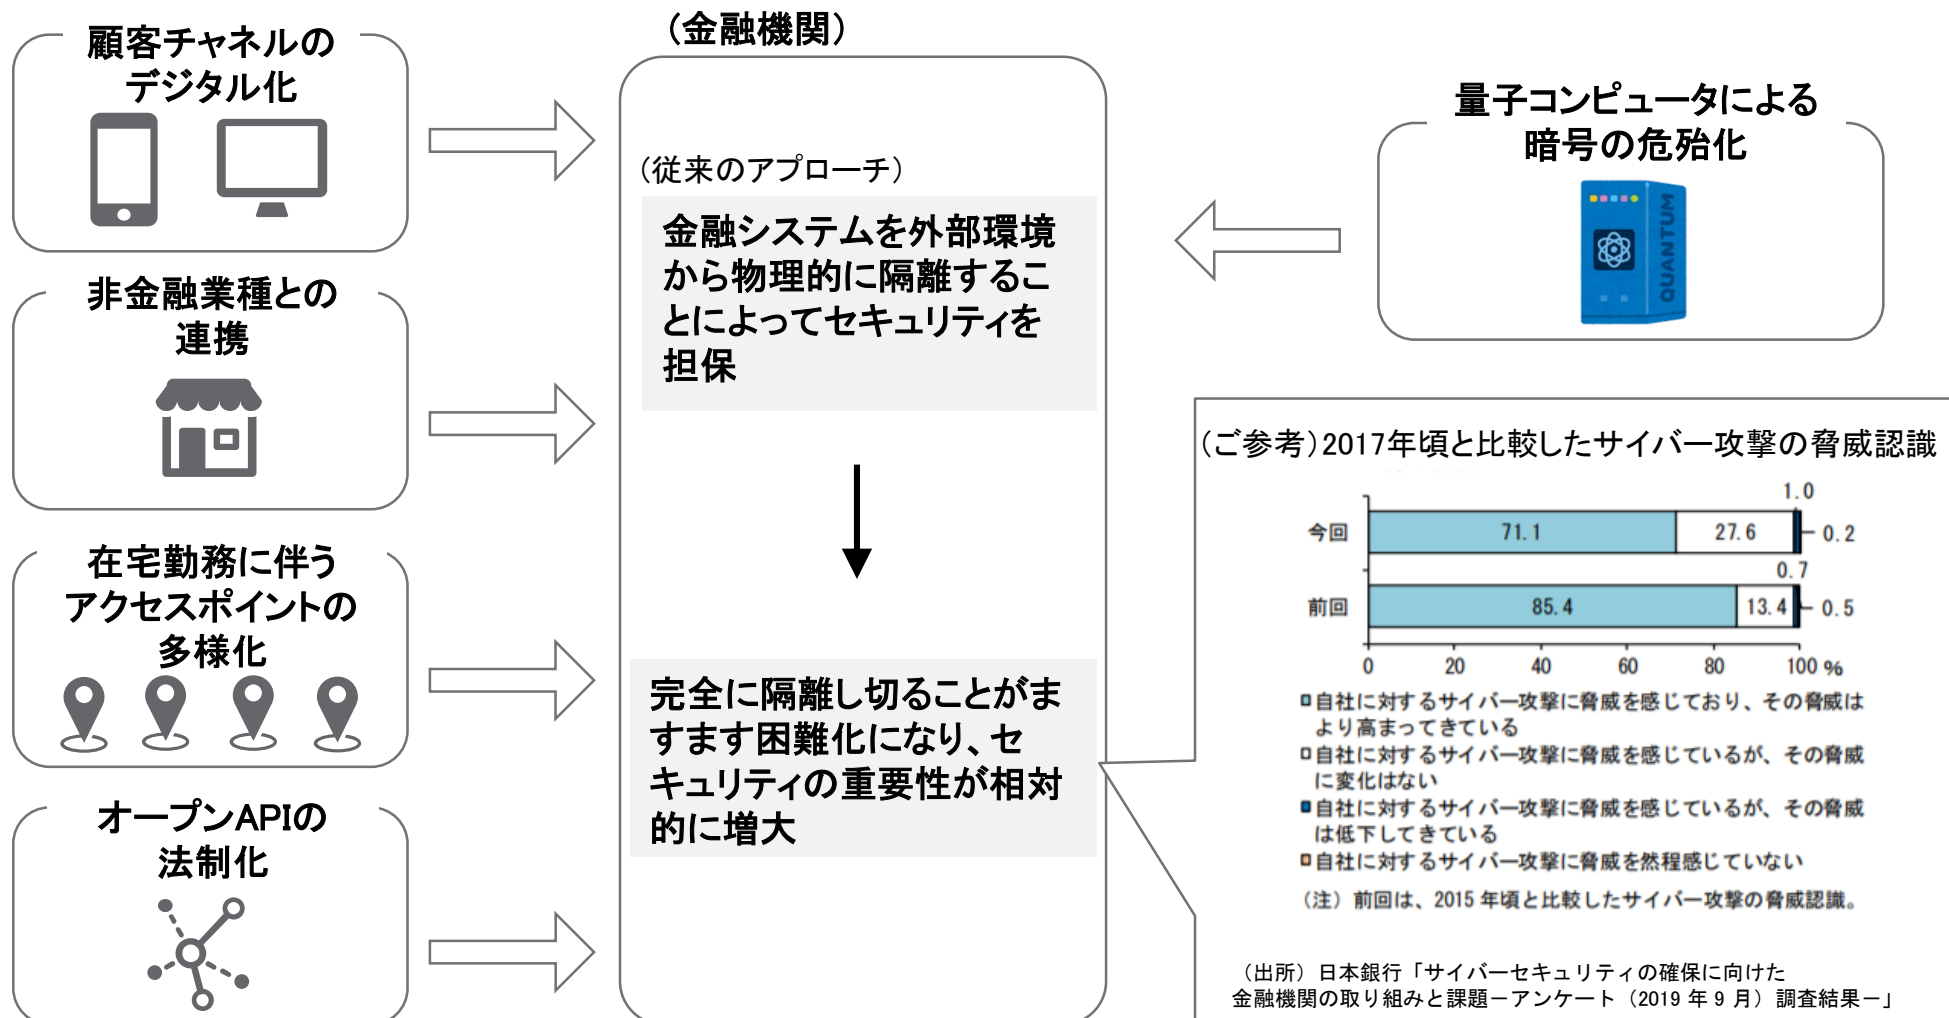 顧客チャネルの
デジタル化
非金融業種との
連携
在宅勤務に伴う
アクセスポイントの
多様化
オープンAPIの
法制化
(金融機関)
(従来のアプローチ)
金融システムを外部環境
から物理的に隔離するこ
とによってセキュリティを
担保
完全に隔離し切ることがま
すます困難化になり、セ
キュリティの重要性が相対
的に増大
量子コンピュータによる
暗号の危殆化
QUANTUM
(ご参考)2017年頃と比較したサイバー攻撃の脅威認識
1.0
今回 71.1 27.6 0.2
0.7
前回 85.4 13.4 0.5
0 20 40 60 80 100 %
自社に対するサイバー攻撃に脅威を感じており、その脅威は
より高まってきている
自社に対するサイバー攻撃に脅威を感じているが、その脅威
に変化はない
自社に対するサイバー攻撃に脅威を感じているが、その脅威
は低下してきている
自社に対するサイバー攻撃に脅威を然程感じていない
(注) 前回は、2015 年頃と比較したサイバー攻撃の脅威認識。
(出所) 日本銀行「サイバーセキュリティの確保に向けた
金融機関の取り組みと課題－アンケート (2019 年 9 月) 調査結果－」